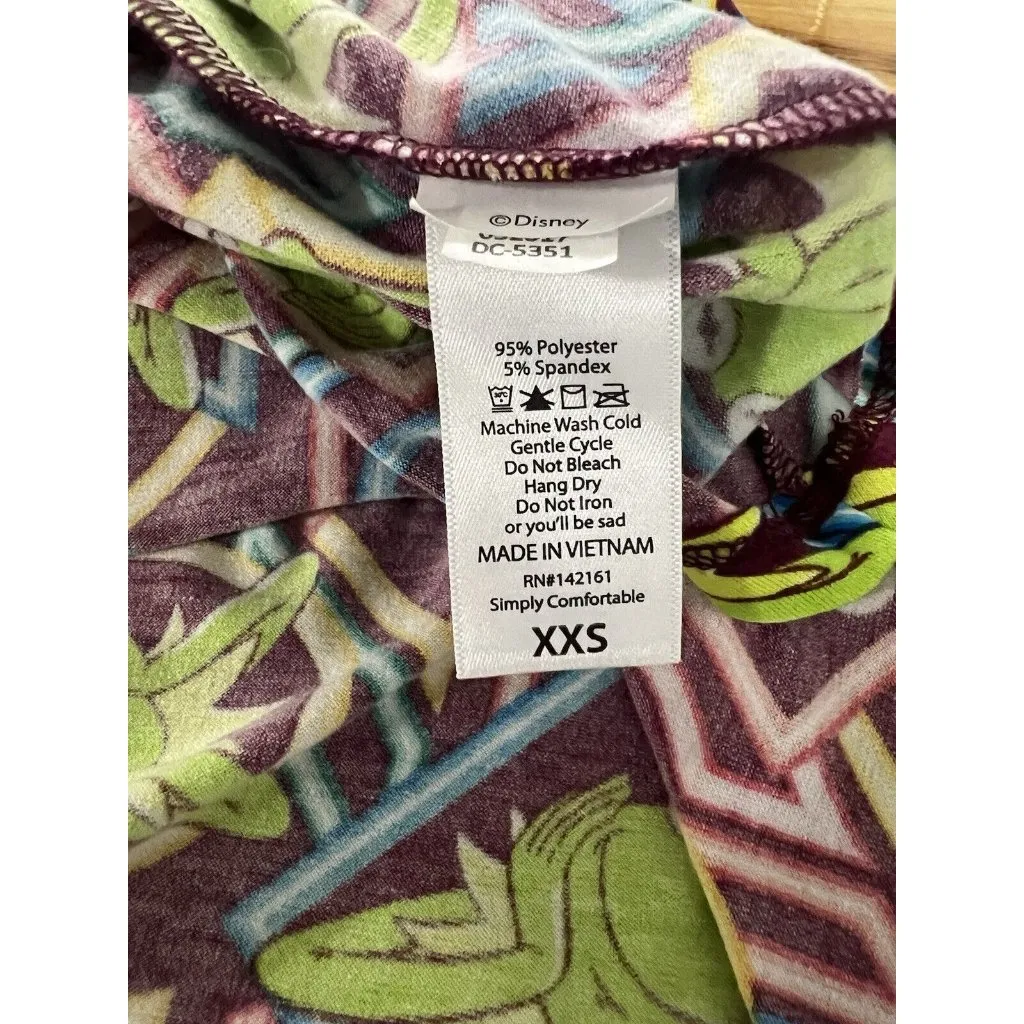 ©Disney
DC-5351
95% Polyester
5% Spandex
Machine Wash Cold
Gentle Cycle
Do Not Bleach
Hang Dry
Do Not Iron
or you'll be sad
MADE IN VIETNAM
RN#142161
Simply Comfortable
XXS